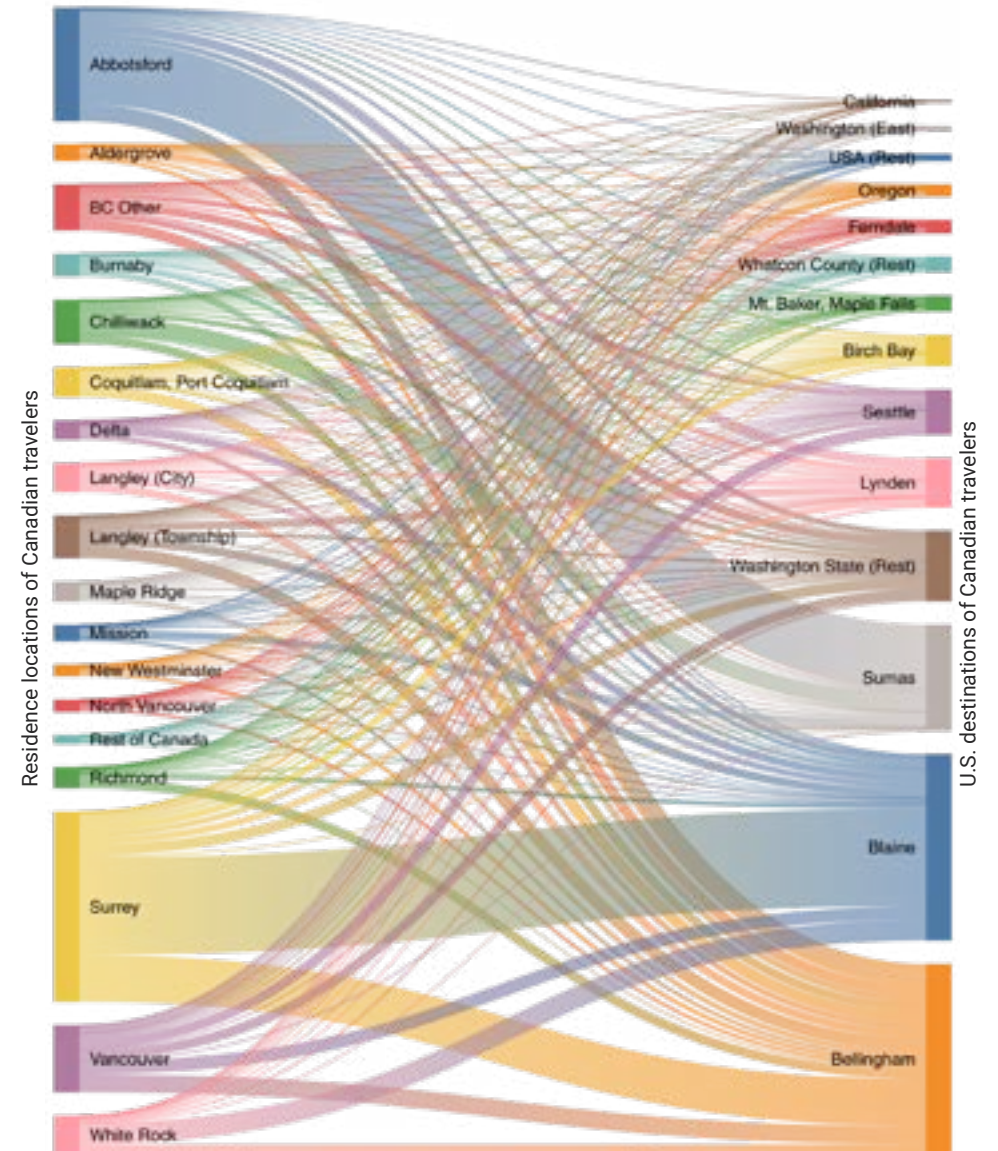 Residence locations of Canadian travelers
Abbotsford
Aldergrove
BC Other
Burnaby
Chilliwack
Coquitlam, Port Coquitlam
Delta
Langley (City)
Langley (Township)
Maple Ridge
Mission
New Westminster
North Vancouver
Rest of Canada
Richmond
Surrey
Vancouver
White Rock
California
Washington (East)
USA (Rest)
Oregon
Ferndale
Whatcon County (Rest)
Mt. Baker, Maple Falls
Birch Bay
Seattle
Lynden
Washington State (Rest)
Sumas
Blaine
Bellingham
U.S. destinations of Canadian travelers